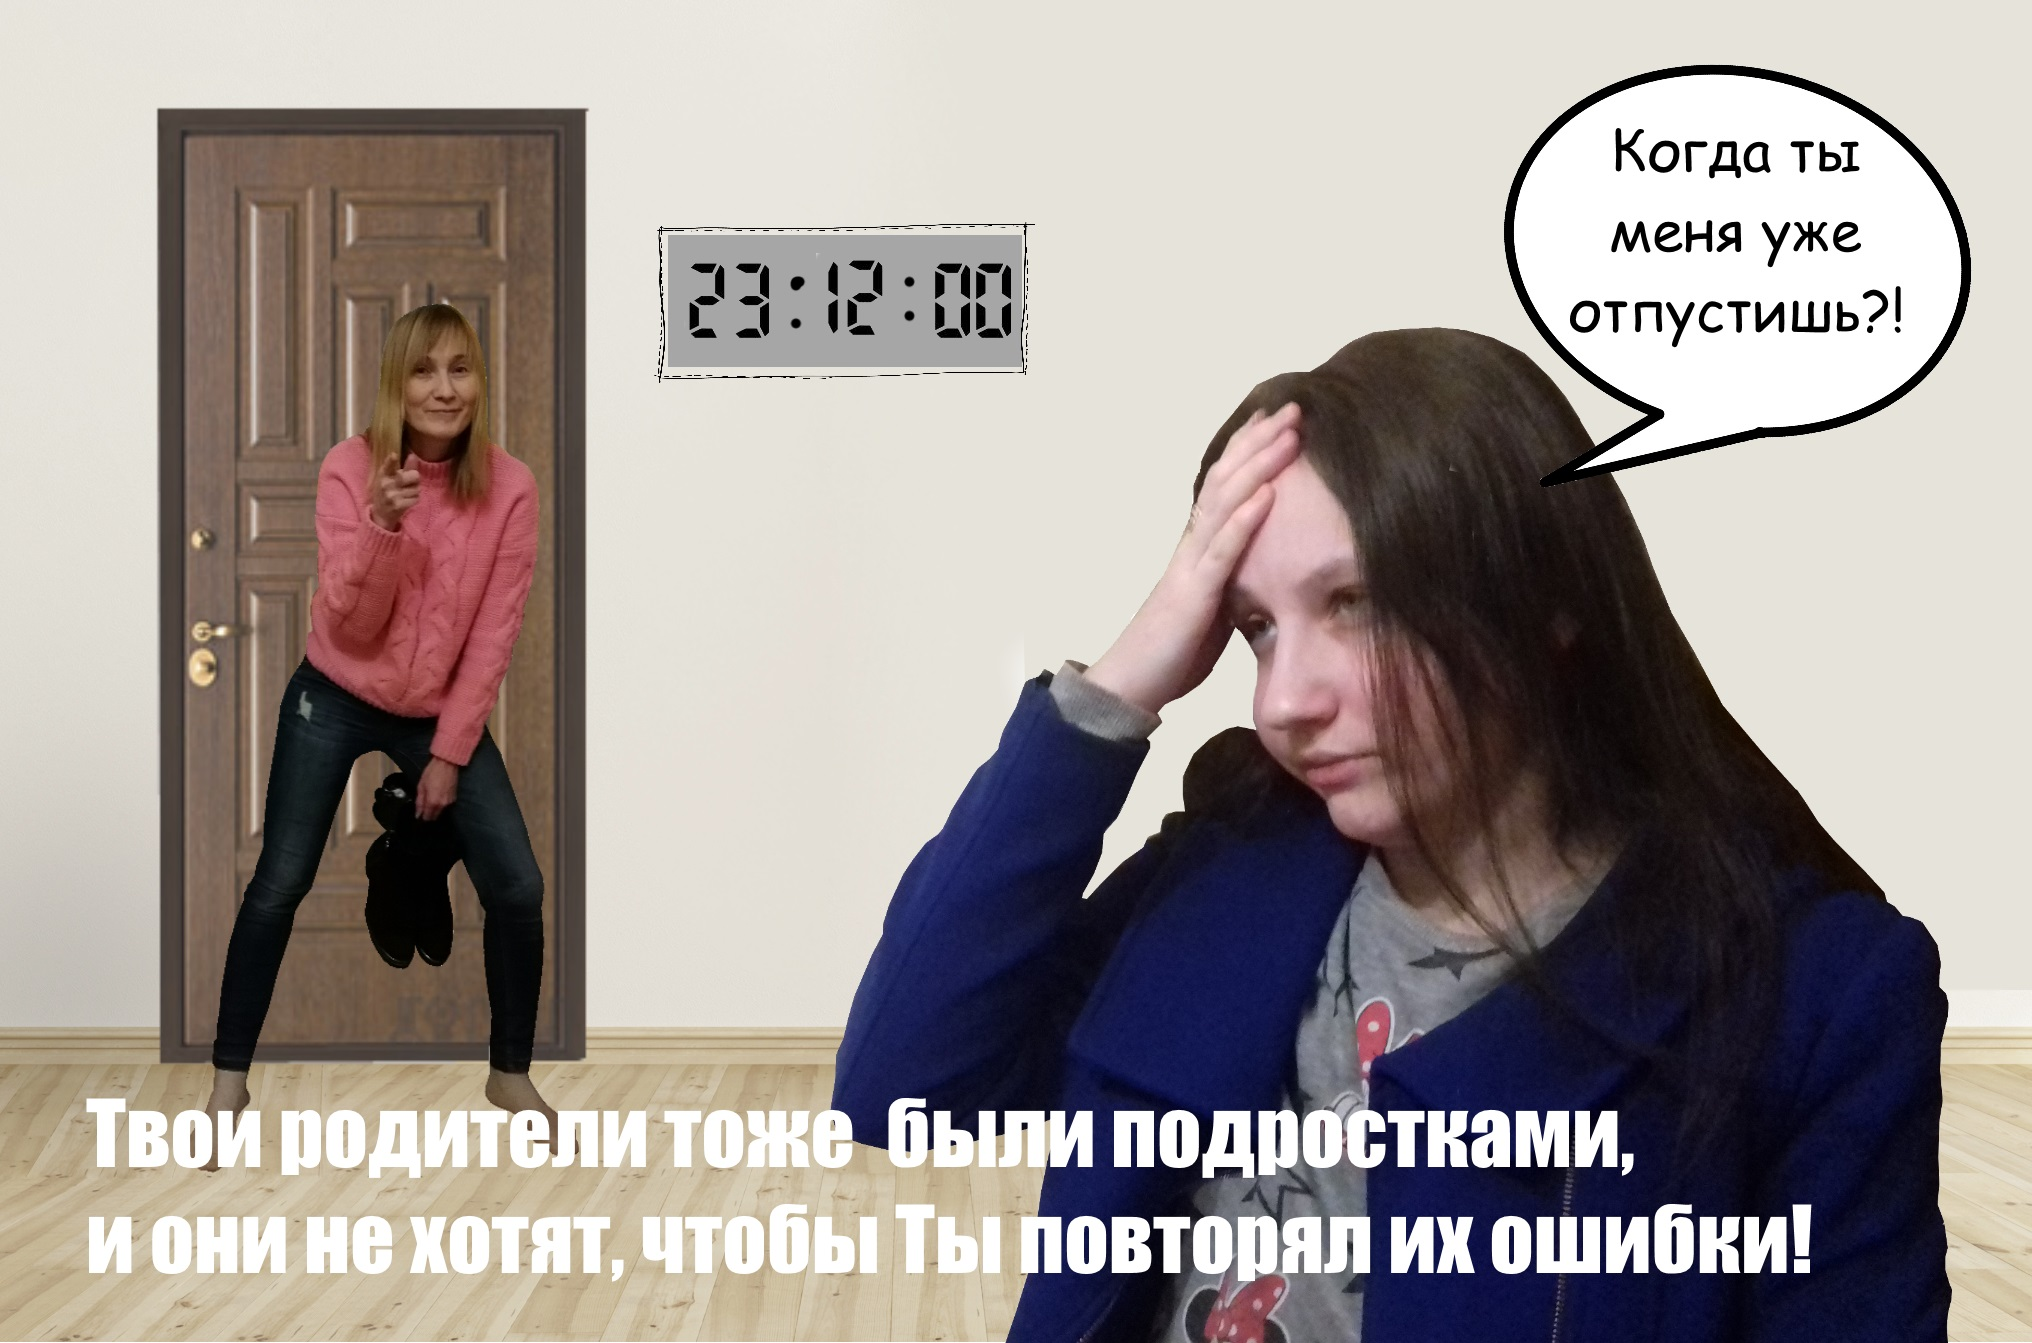 Когда ты
меня уже
отпустишь?!
23:12:00
Твои родители тоже были подростками,
и они не хотят, чтобы Ты повторял их ошибки!